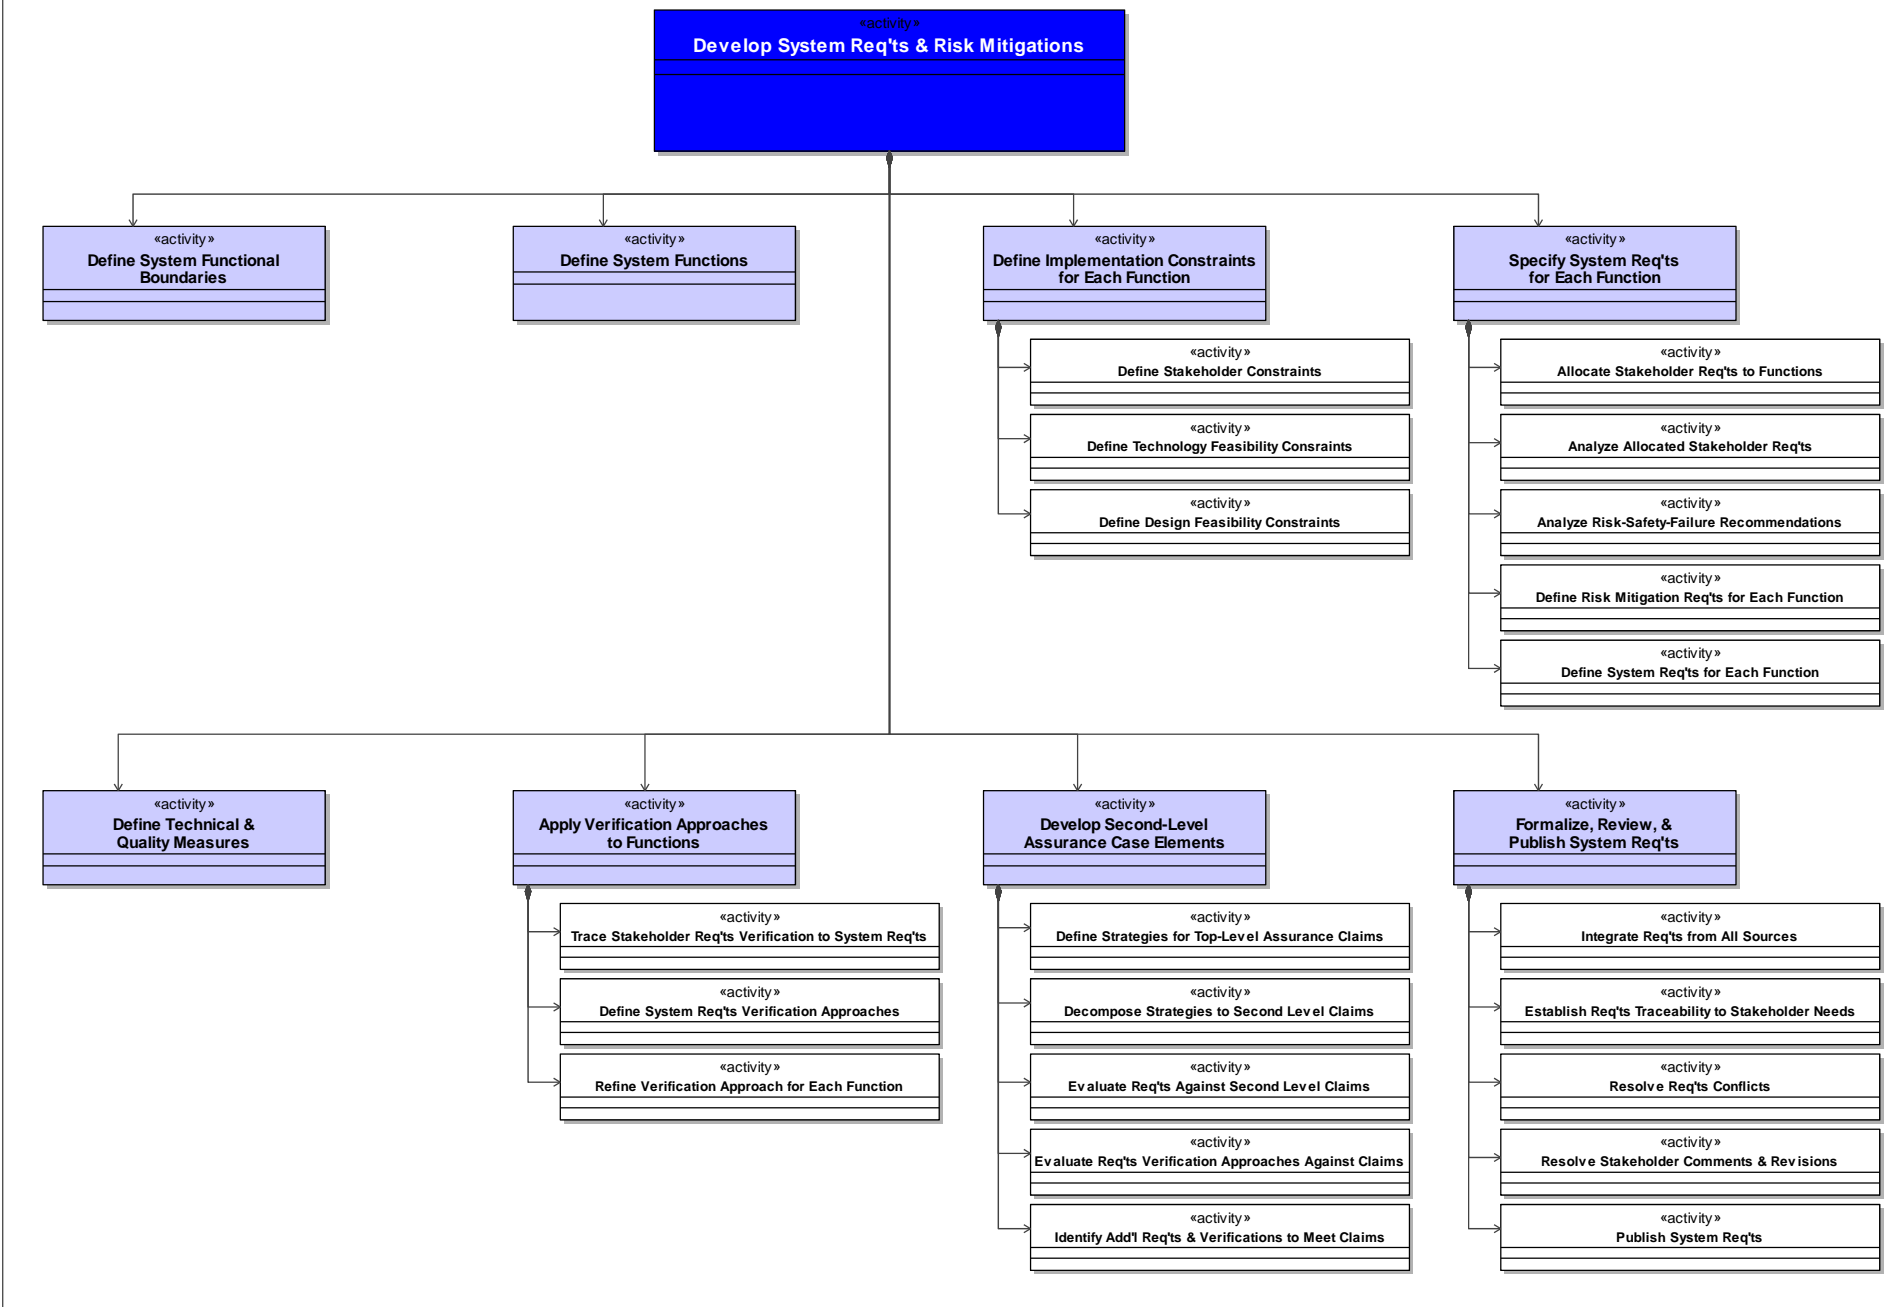 «activity»
Develop System Req'ts & Risk Mitigations
«activity»
Define System Functional
Boundaries
«activity»
Define System Functions
«activity»
Define Implementation Constraints
for Each Function
«activity»
Define Stakeholder Constraints
«activity»
Define Technology Feasibility Consraints
«activity»
Define Design Feasibility Constraints
«activity»
Specify System Req'ts
for Each Function
«activity»
Allocate Stakeholder Req'ts to Functions
«activity»
Analyze Allocated Stakeholder Req'ts
«activity»
Analyze Risk-Safety-Failure Recommendations
«activity»
Define Risk Mitigation Req'ts for Each Function
«activity»
Define System Req'ts for Each Function
«activity»
Define Technical &
Quality Measures
«activity»
Apply Verification Approaches
to Functions
«activity»
Trace Stakeholder Req'ts Verification to System Req'ts
«activity»
Define System Req'ts Verification Approaches
«activity»
Refine Verification Approach for Each Function
«activity»
Develop Second-Level
Assurance Case Elements
«activity»
Define Strategies for Top-Level Assurance Claims
«activity»
Decompose Strategies to Second Level Claims
«activity»
Evaluate Req'ts Against Second Level Claims
«activity»
Evaluate Req'ts Verification Approaches Against Claims
«activity»
Identify Add'l Req'ts & Verifications to Meet Claims
«activity»
Formalize, Review, &
Publish System Req'ts
«activity»
Integrate Req'ts from All Sources
«activity»
Establish Req'ts Traceability to Stakeholder Needs
«activity»
Resolve Req'ts Conflicts
«activity»
Resolve Stakeholder Comments & Revisions
«activity»
Publish System Req'ts